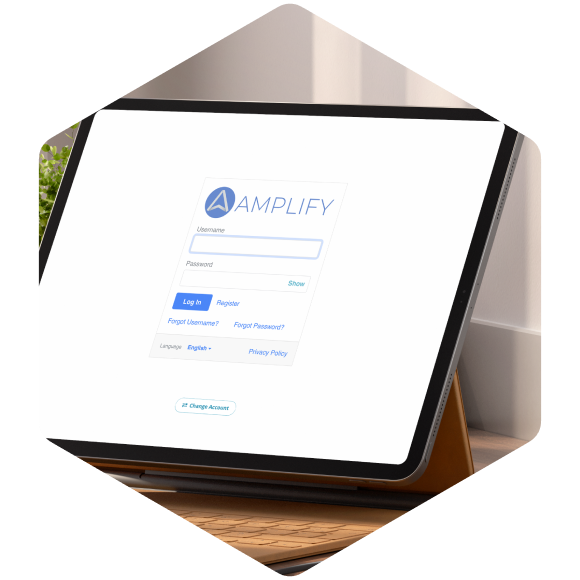 AMPLIFY
Username
Password
Show
Log In Register
Forgot Username? Forgot Password?
Language English Privacy Policy
Change Account